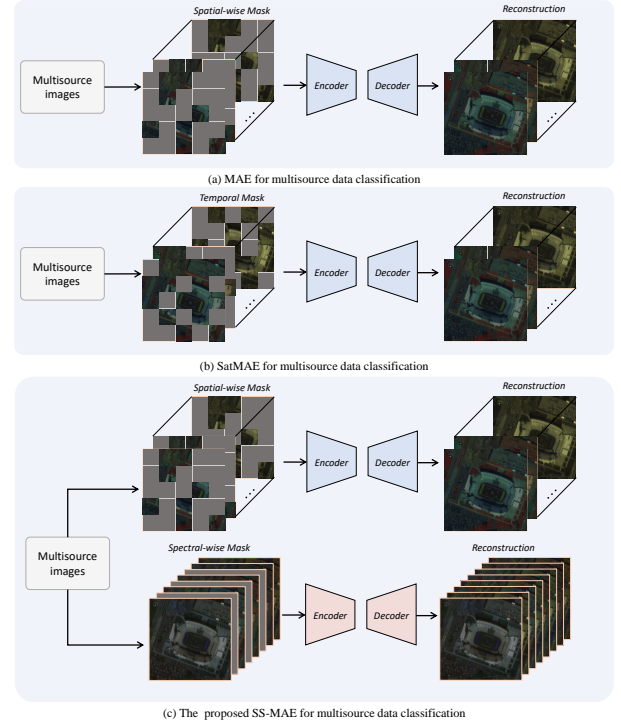 Spatial-wise Mask
Reconstruction
Multisource
images
Encoder
Decoder
...
(a) MAE for multisource data classification
Temporal Mask
Reconstruction
Multisource
images
Encoder
Decoder
...
(b) SatMAE for multisource data classification
Spatial-wise Mask
Reconstruction
Encoder
Decoder
...
Multisource
images
Spectral-wise Mask
Reconstruction
Encoder
Decoder
(c) The proposed SS-MAE for multisource data classification